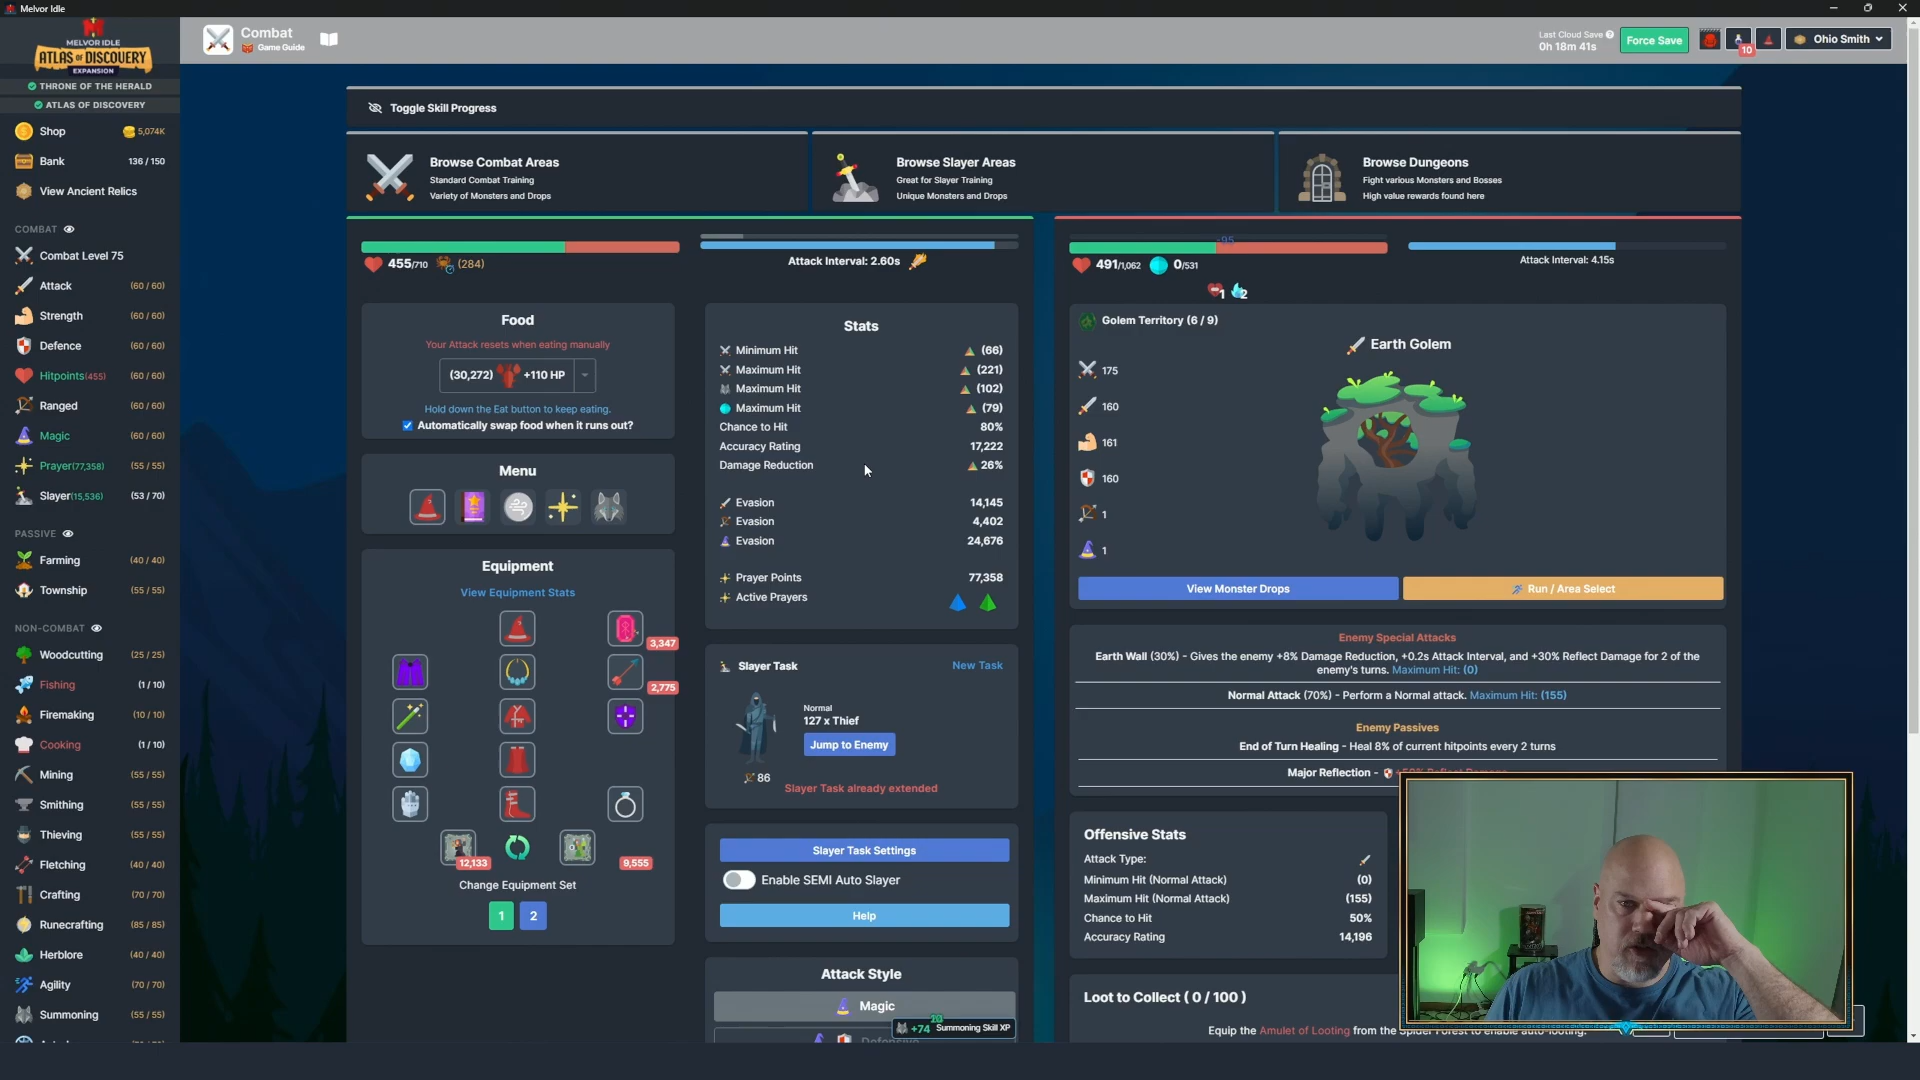 Melvor Idle
MELVOR IDLE
ATLAS OF DISCOVERY
EXPANSION
THRONE OF THE HERALD
ATLAS OF DISCOVERY
Shop 5,074K
Bank 136 / 150
View Ancient Relics
COMBAT
Combat Level 75
Attack (60 / 60)
Strength (60 / 60)
Defence (60 / 60)
Hitpoints(455) (60 / 60)
Ranged (60 / 60)
Magic (60 / 60)
Prayer(77,358) (55 / 55)
Slayer(15,536) (53 / 70)
PASSIVE
Farming (40 / 40)
Township (55 / 55)
NON-COMBAT
Woodcutting (25 / 25)
Fishing (1 / 10)
Firemaking (10 / 10)
Cooking (1 / 10)
Mining (55 / 55)
Smithing (55 / 55)
Thieving (55 / 55)
Fletching (40 / 40)
Crafting (70 / 70)
Runecrafting (85 / 85)
Herblore (40 / 40)
Agility (70 / 70)
Summoning (55 / 55)
Combat
Game Guide
Last Cloud Save
0h 18m 41s
Force Save
10
Ohio Smith
Toggle Skill Progress
Browse Combat Areas
Standard Combat Training
Variety of Monsters and Drops
Browse Slayer Areas
Great for Slayer Training
Unique Monsters and Drops
Browse Dungeons
Fight various Monsters and Bosses
High value rewards found here
455/710 (284)
Attack Interval: 2.60s
Food
Your Attack resets when eating manually
(30,272) +110 HP
Hold down the Eat button to keep eating.
Automatically swap food when it runs out?
Menu
Equipment
View Equipment Stats
3,347
2,775
12,133
9,555
Change Equipment Set
1 2
Stats
Minimum Hit (66)
Maximum Hit (221)
Maximum Hit (102)
Maximum Hit (79)
Chance to Hit 80%
Accuracy Rating 17,222
Damage Reduction 26%
Evasion 14,145
Evasion 4,402
Evasion 24,676
Prayer Points 77,358
Active Prayers
Slayer Task New Task
Normal
127 x Thief
Jump to Enemy
86
Slayer Task already extended
Slayer Task Settings
Enable SEMI Auto Slayer
Help
Attack Style
Magic
20
+74 Summoning Skill XP
Defensive
-95
491/1,062 0/531
Attack Interval: 4.15s
1 2
Golem Territory (6 / 9)
Earth Golem
175
160
161
160
1
1
View Monster Drops
Run / Area Select
Enemy Special Attacks
Earth Wall (30%) - Gives the enemy +8% Damage Reduction, +0.2s Attack Interval, and +30% Reflect Damage for 2 of the
enemy's turns. Maximum Hit: (0)
Normal Attack (70%) - Perform a Normal attack. Maximum Hit: (155)
Enemy Passives
End of Turn Healing - Heal 8% of current hitpoints every 2 turns
Major Reflection -
Offensive Stats
Attack Type:
Minimum Hit (Normal Attack) (0)
Maximum Hit (Normal Attack) (155)
Chance to Hit 50%
Accuracy Rating 14,196
Loot to Collect ( 0 / 100 )
Equip the Amulet of Looting from the Spider Forest to enable auto-looting.